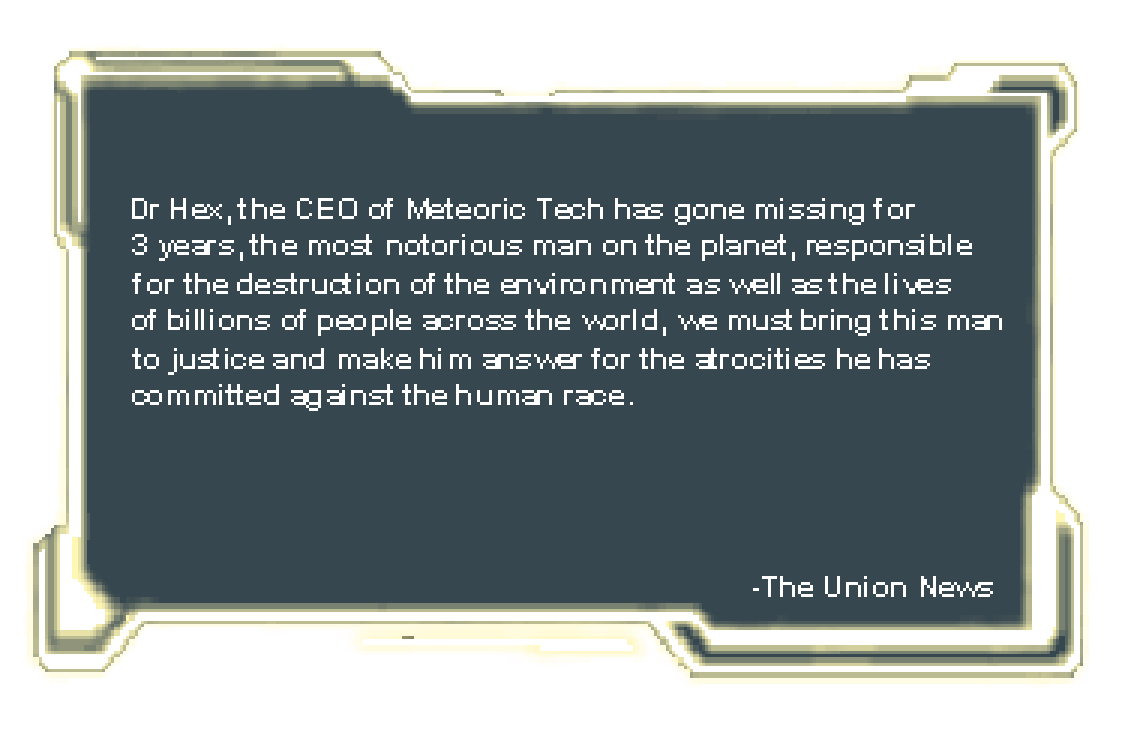 Dr Hex, the CEO of Meteoric Tech has gone missing for
3 years, the most notorious man on the planet, responsible
for the destruction of the environment as well as the lives
of billions of people across the world, we must bring this man
to justice and make him answer for the atrocities he has
committed against the human race.
-The Union News